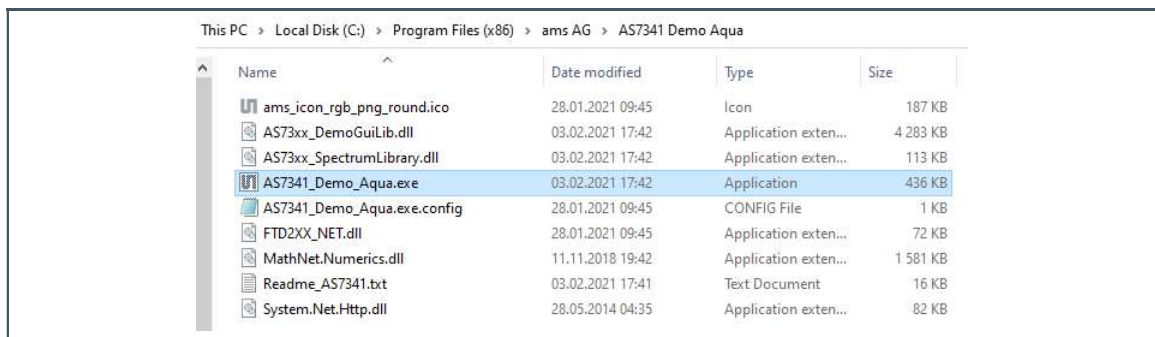 This PC > Local Disk (C:) > Program Files (x86) > ams AG > AS7341 Demo Aqua
Name Date modified Type Size
ams_icon_rgb_png_round.ico 28.01.2021 09:45 Icon 187 KB
AS73xx_DemoGuiLib.dll 03.02.2021 17:42 Application exten... 4 283 KB
AS73xx_SpectrumLibrary.dll 03.02.2021 17:42 Application exten... 113 KB
AS7341_Demo_Aqua.exe 03.02.2021 17:42 Application 436 KB
AS7341_Demo_Aqua.exe.config 28.01.2021 09:45 CONFIG File 1 KB
FTD2XX_NET.dll 28.01.2021 09:45 Application exten... 72 KB
MathNet.Numerics.dll 11.11.2018 19:42 Application exten... 1 581 KB
Readme_AS7341.txt 03.02.2021 17:41 Text Document 16 KB
System.Net.Http.dll 28.05.2014 04:35 Application exten... 82 KB